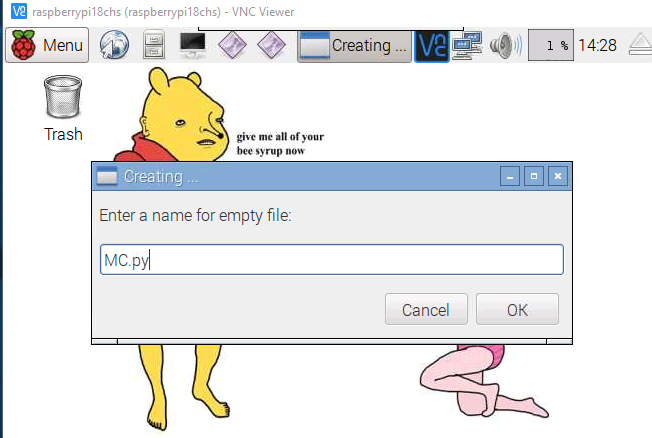 raspberrypi18chs (raspberrypi18chs) - VNC Viewer
Menu
Creating ...
1 %
14:28
Trash
give me all of your
bee syrup now
Creating ...
Enter a name for empty file:
MC.py
Cancel
OK